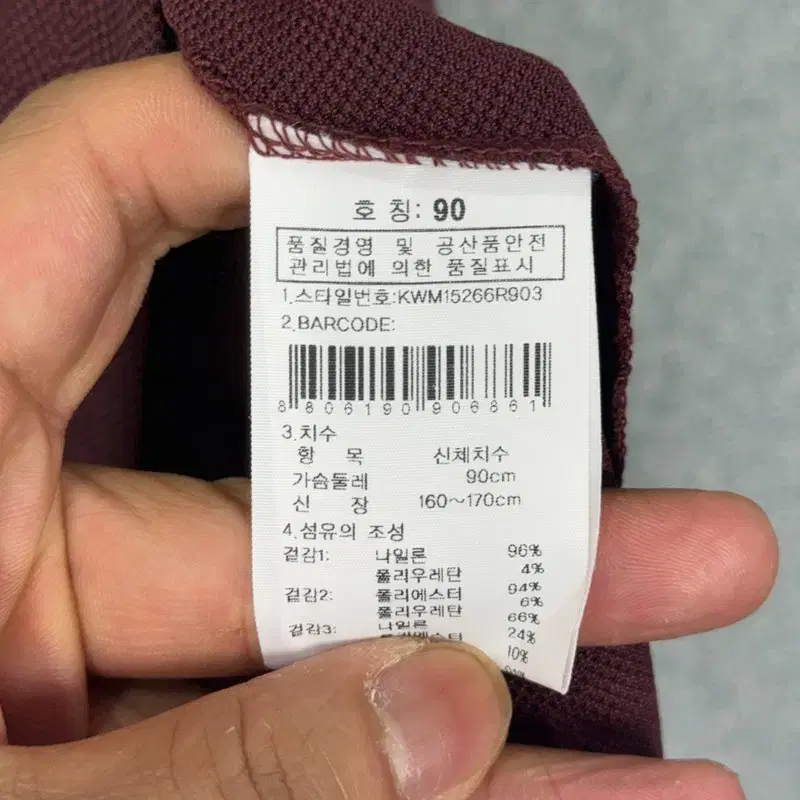 호 칭: 90
품질경영 및 공산품안전
관리법에 의한 품질표시
1.스타일번호:KWM15266R903
2.BARCODE:
8 806190 906861
3.치수
항 목 신체치수
가슴둘레 90cm
신 장 160~170cm
4.섬유의 조성
겉감1: 나일론 96%
폴리우레탄 4%
겉감2: 폴리에스터 94%
폴리우레탄 6%
겉감3: 나일론 66%
폴리에스터 24%
10%